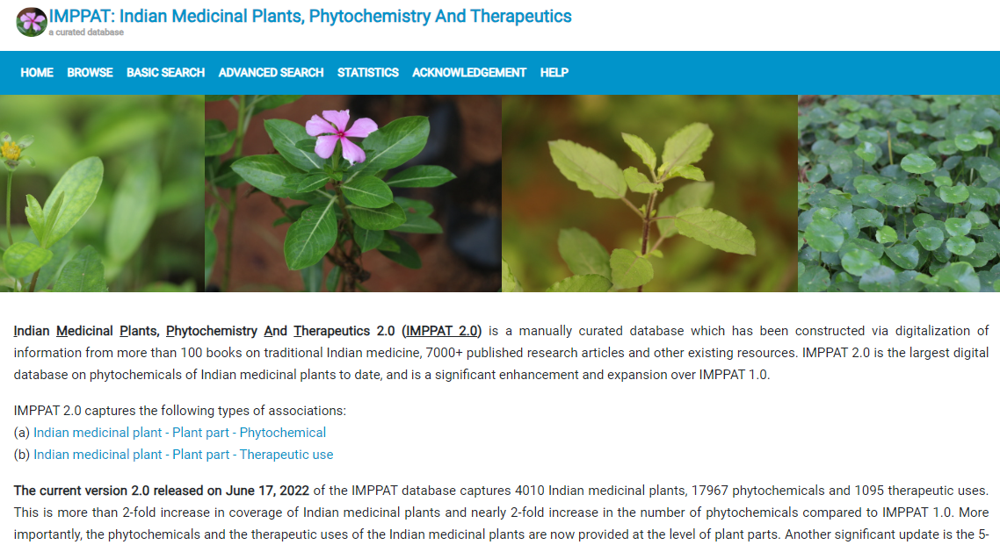 IMPPAT: Indian Medicinal Plants, Phytochemistry And Therapeutics
a curated database
HOME BROWSE BASIC SEARCH ADVANCED SEARCH STATISTICS ACKNOWLEDGEMENT HELP
Indian Medicinal Plants, Phytochemistry And Therapeutics 2.0 (IMPPAT 2.0) is a manually curated database which has been constructed via digitalization of
information from more than 100 books on traditional Indian medicine, 7000+ published research articles and other existing resources. IMPPAT 2.0 is the largest digital
database on phytochemicals of Indian medicinal plants to date, and is a significant enhancement and expansion over IMPPAT 1.0.
IMPPAT 2.0 captures the following types of associations:
(a) Indian medicinal plant - Plant part - Phytochemical
(b) Indian medicinal plant - Plant part - Therapeutic use
The current version 2.0 released on June 17, 2022 of the IMPPAT database captures 4010 Indian medicinal plants, 17967 phytochemicals and 1095 therapeutic uses.
This is more than 2-fold increase in coverage of Indian medicinal plants and nearly 2-fold increase in the number of phytochemicals compared to IMPPAT 1.0. More
importantly, the phytochemicals and the therapeutic uses of the Indian medicinal plants are now provided at the level of plant parts. Another significant update is the 5-